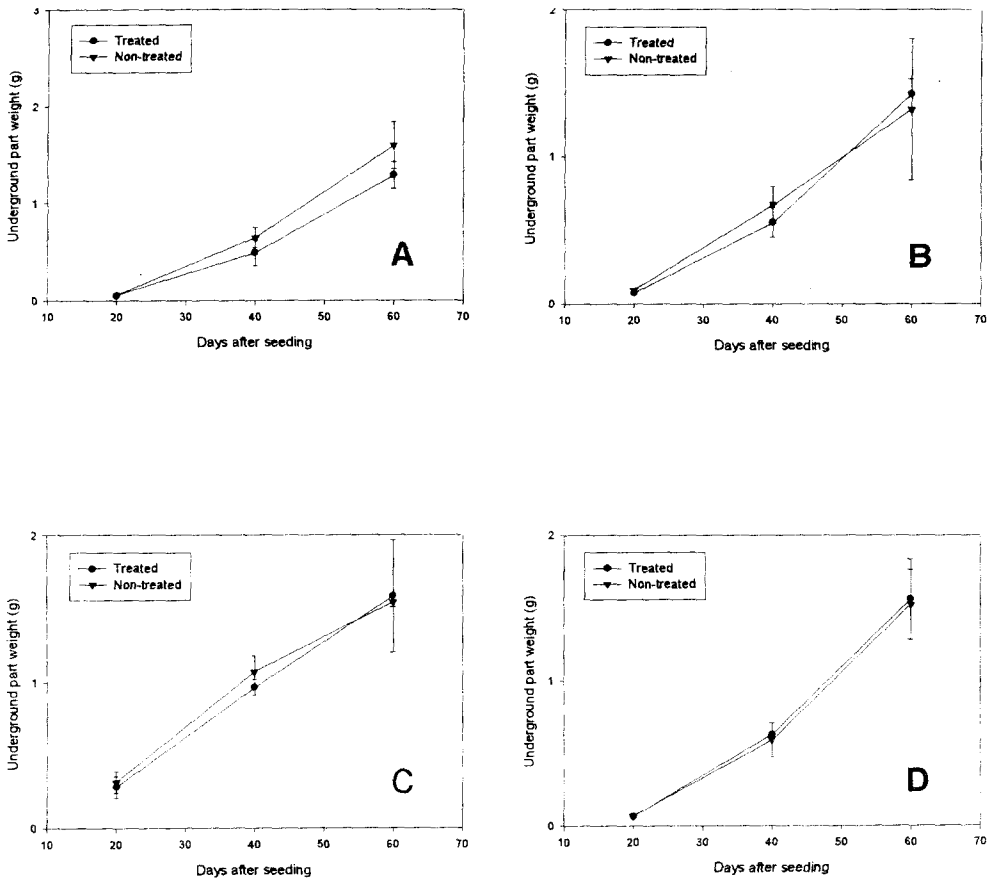 3
2
1
0
Underground part weight (g)
Treated
Non-treated
A
10 20 30 40 50 60 70
Days after seeding
2
1
0
Underground part weight (g)
Treated
Non-treated
B
10 20 30 40 50 60 70
Days after seeding
2
1
0
Underground part weight (g)
Treated
Non-treated
C
10 20 30 40 50 60 70
Days after seeding
2
1
0
Underground part weight (g)
Treated
Non-treated
D
10 20 30 40 50 60 70
Days after seeding